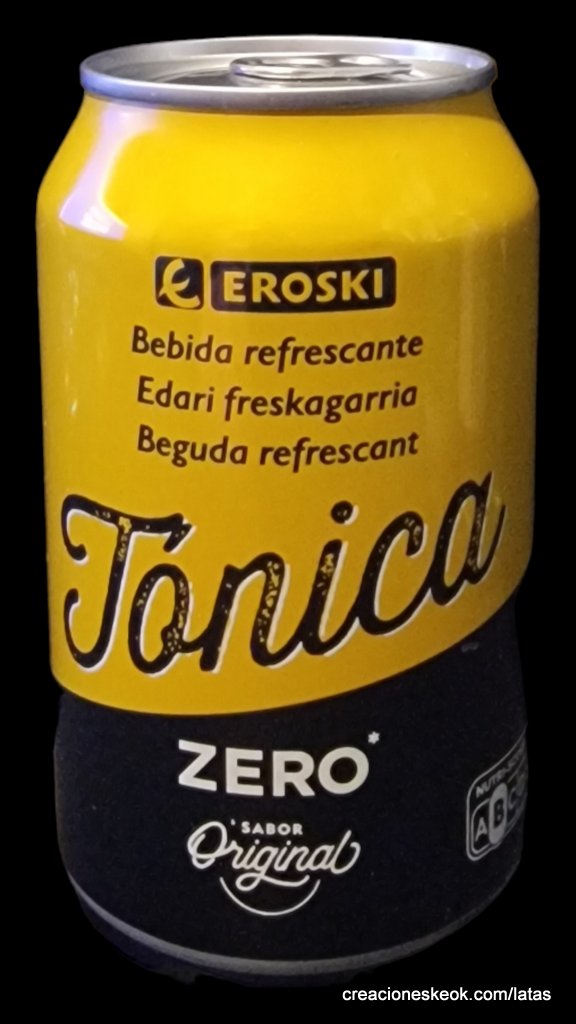 EROSKI
Bebida refrescante
Edari freskagarria
Beguda refrescant
Tónica
ZERO*
SABOR
Original
A B C
creacioneskeok.com/latas